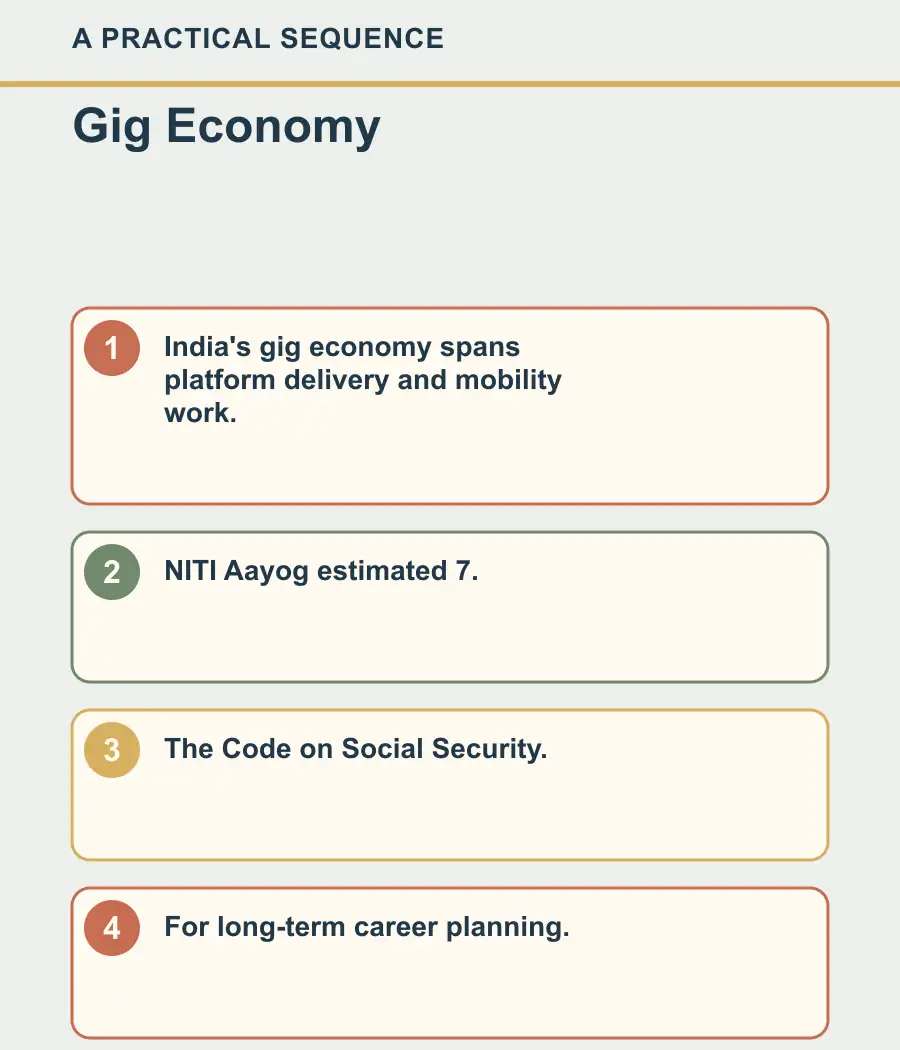 A PRACTICAL SEQUENCE
Gig Economy
1
India's gig economy spans
platform delivery and mobility
work.
2
NITI Aayog estimated 7.
3
The Code on Social Security.
4
For long-term career planning.